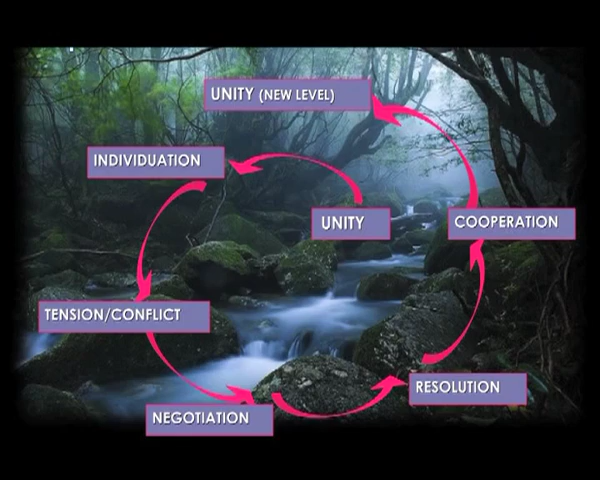 UNITY (NEW LEVEL)
INDIVIDUATION
UNITY
COOPERATION
TENSION/CONFLICT
RESOLUTION
NEGOTIATION